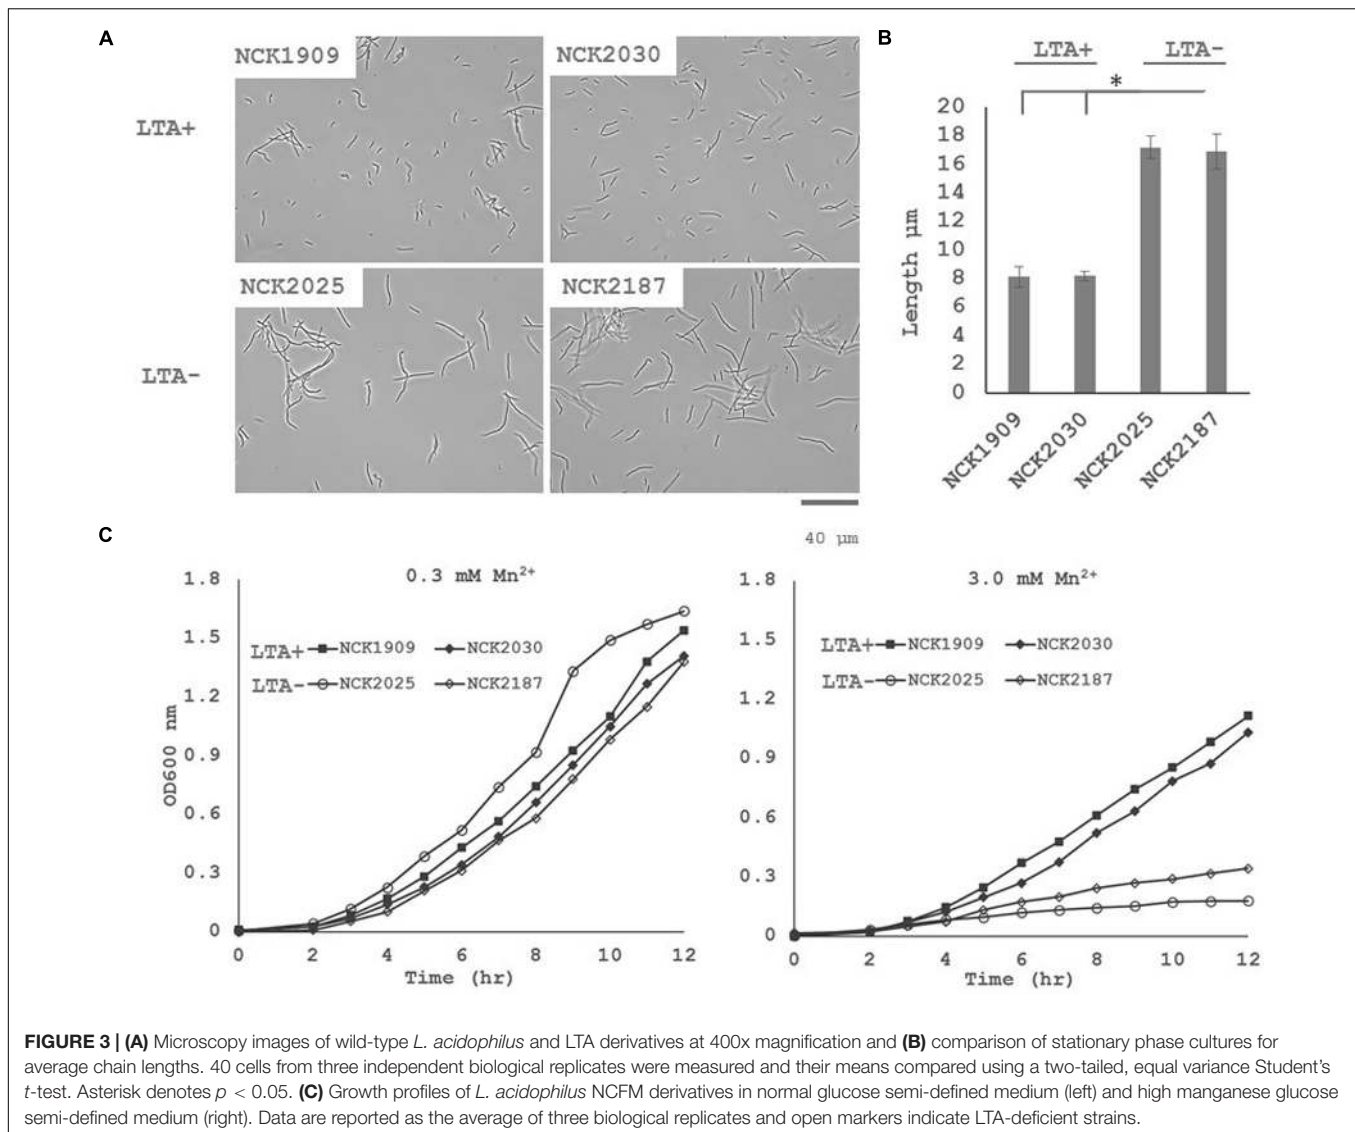 A
NCK1909
NCK2030
LTA+
NCK2025
NCK2187
LTA-
40 µm
B
LTA+ LTA-
*
20
18
16
14
12
10
8
6
4
2
0
Length µm
NCK1909
NCK2030
NCK2025
NCK2187
C
0.3 mM Mn²⁺
1.8
1.5
1.2
0.9
0.6
0.3
0
OD600 nm
LTA+ NCK1909 NCK2030
LTA- NCK2025 NCK2187
0 2 4 6 8 10 12
Time (hr)
3.0 mM Mn²⁺
1.8
1.5
1.2
0.9
0.6
0.3
0
LTA+ NCK1909 NCK2030
LTA- NCK2025 NCK2187
0 2 4 6 8 10 12
Time (hr)
FIGURE 3 | (A) Microscopy images of wild-type L. acidophilus and LTA derivatives at 400x magnification and (B) comparison of stationary phase cultures for
average chain lengths. 40 cells from three independent biological replicates were measured and their means compared using a two-tailed, equal variance Student's
t-test. Asterisk denotes p < 0.05. (C) Growth profiles of L. acidophilus NCFM derivatives in normal glucose semi-defined medium (left) and high manganese glucose
semi-defined medium (right). Data are reported as the average of three biological replicates and open markers indicate LTA-deficient strains.